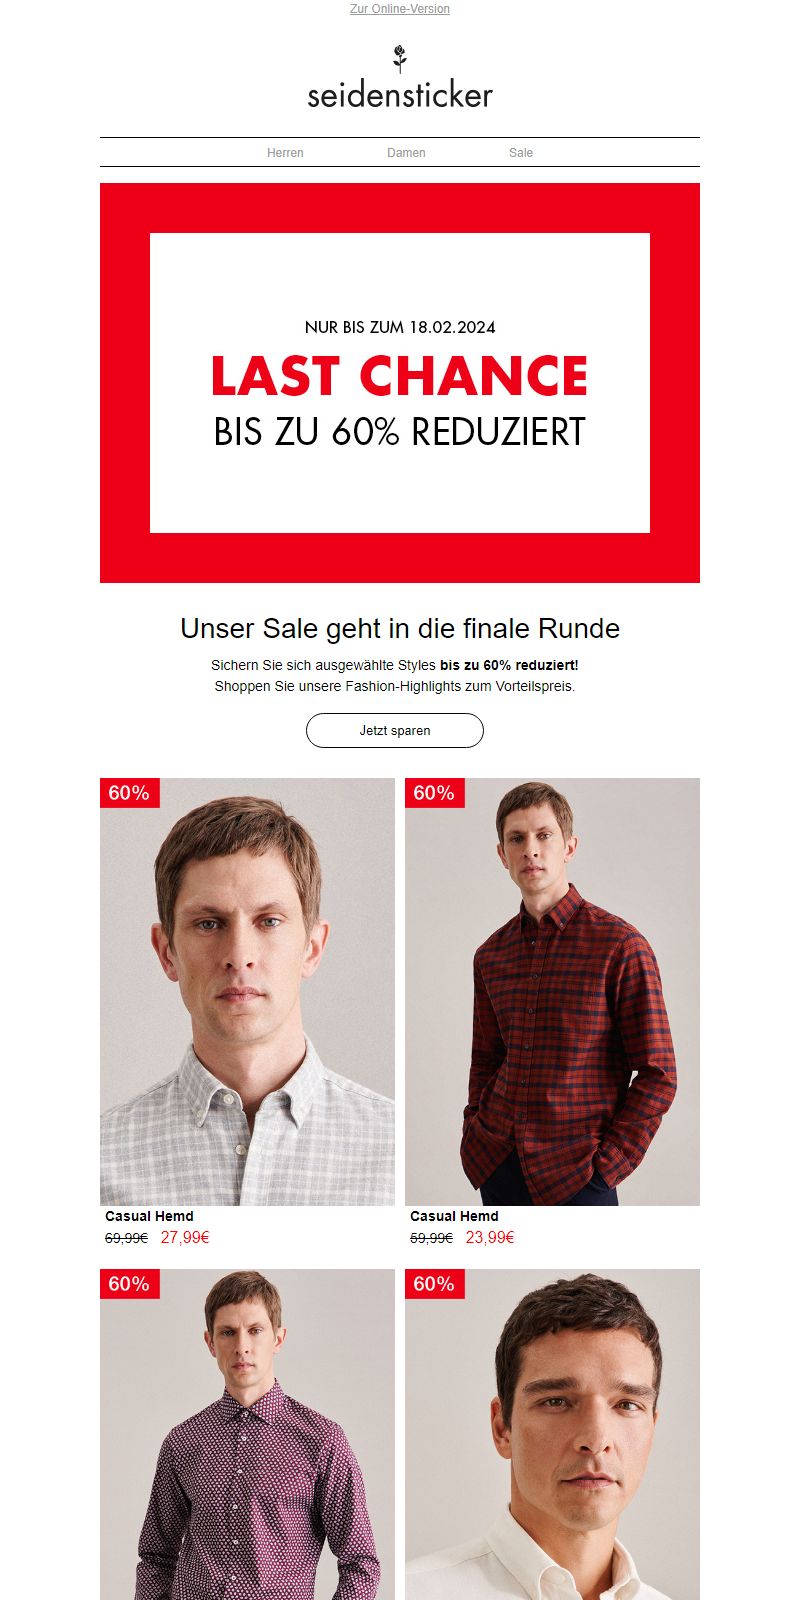 Zur Online-Version
seidensticker
Herren Damen Sale
NUR BIS ZUM 18.02.2024
LAST CHANCE
BIS ZU 60% REDUZIERT
Unser Sale geht in die finale Runde
Sichern Sie sich ausgewählte Styles bis zu 60% reduziert!
Shoppen Sie unsere Fashion-Highlights zum Vorteilspreis.
Jetzt sparen
60% 60%
Casual Hemd Casual Hemd
69,99€ 27,99€ 59,99€ 23,99€
60% 60%